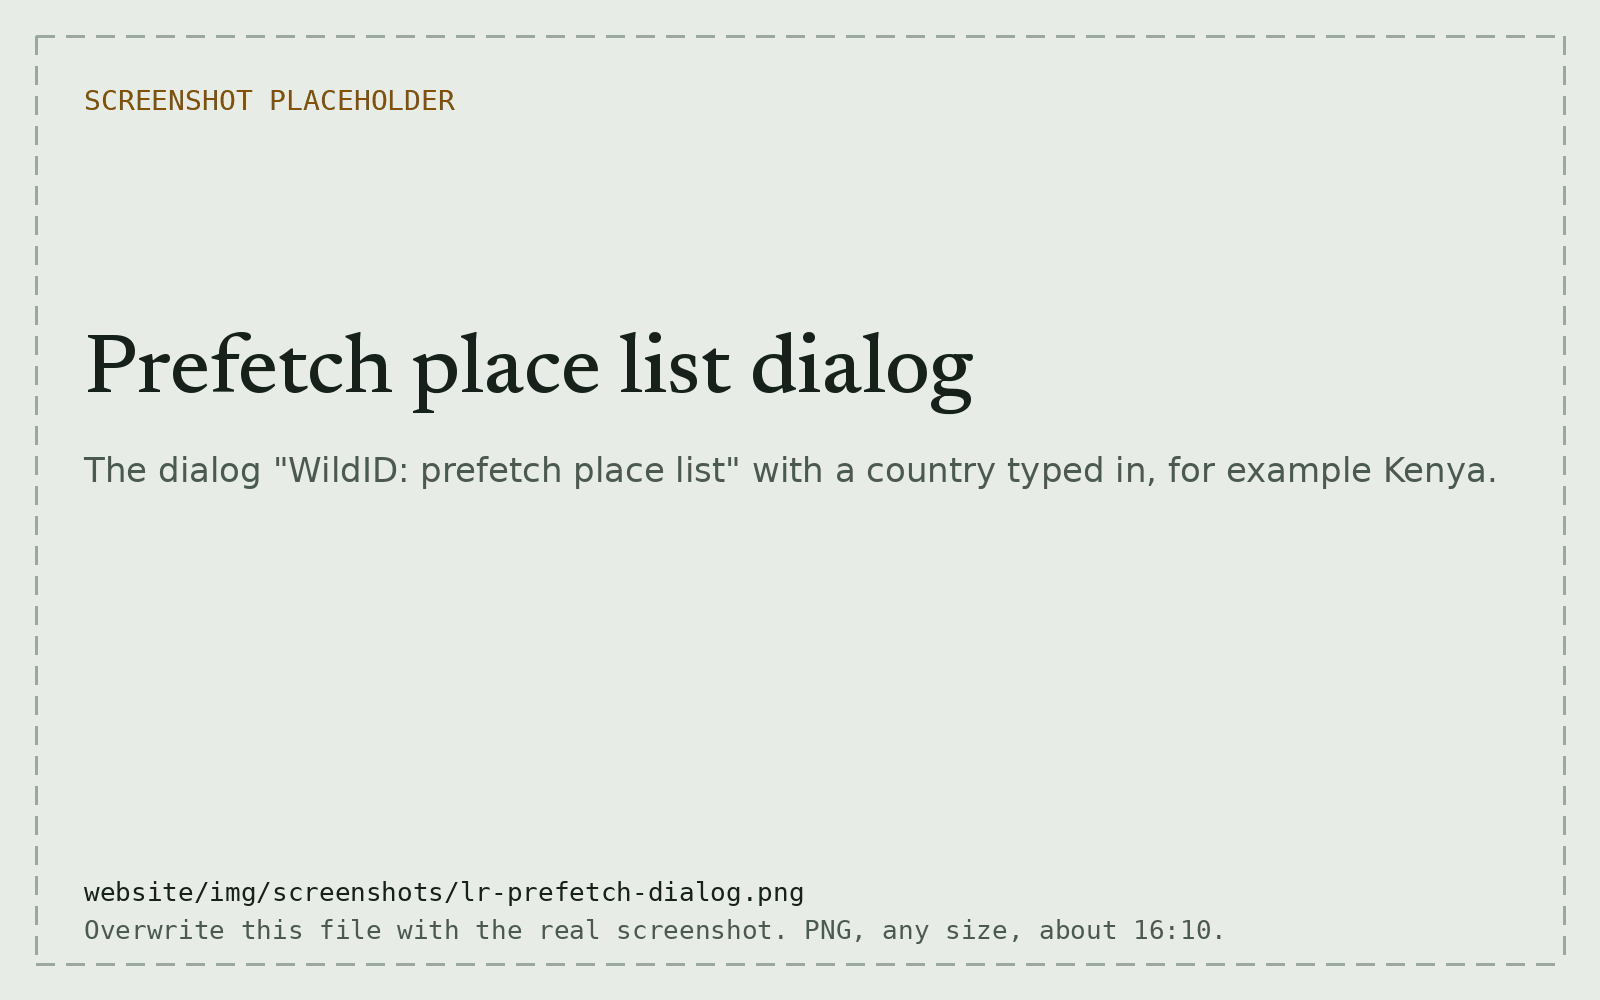 SCREENSHOT PLACEHOLDER
Prefetch place list dialog
The dialog "WildID: prefetch place list" with a country typed in, for example Kenya.
website/img/screenshots/lr-prefetch-dialog.png
Overwrite this file with the real screenshot. PNG, any size, about 16:10.